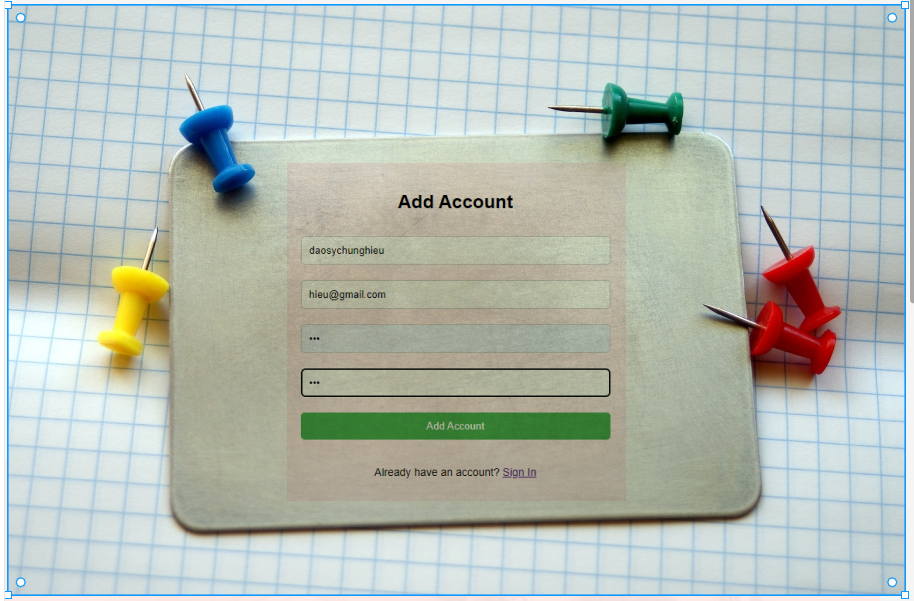 Add Account
daosychunghieu
hieu@gmail.com
•••
•••
Add Account
Already have an account? Sign In